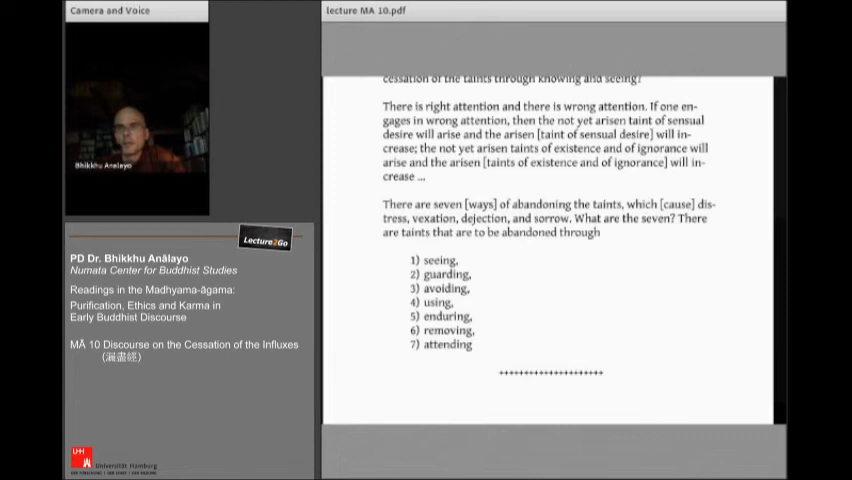 Camera and Voice
lecture MA 10.pdf
Bhikkhu Analayo
cessation of the taints through knowing and seeing?
There is right attention and there is wrong attention. If one en-
gages in wrong attention, then the not yet arisen taint of sensual
desire will arise and the arisen [taint of sensual desire] will in-
crease; the not yet arisen taints of existence and of ignorance will
arise and the arisen [taints of existence and of ignorance] will in-
crease ...
There are seven [ways] of abandoning the taints, which [cause] dis-
tress, vexation, dejection, and sorrow. What are the seven? There
are taints that are to be abandoned through
1) seeing,
2) guarding,
3) avoiding,
4) using,
5) enduring,
6) removing,
7) attending
+++++++++++++++++++++
Lecture2Go
PD Dr. Bhikkhu Anālayo
Numata Center for Buddhist Studies
Readings in the Madhyama-āgama:
Purification, Ethics and Karma in
Early Buddhist Discourse
MĀ 10 Discourse on the Cessation of the Influxes
(漏盡經)
UH
Universität Hamburg
DER FORSCHUNG | DER LEHRE | DER BILDUNG